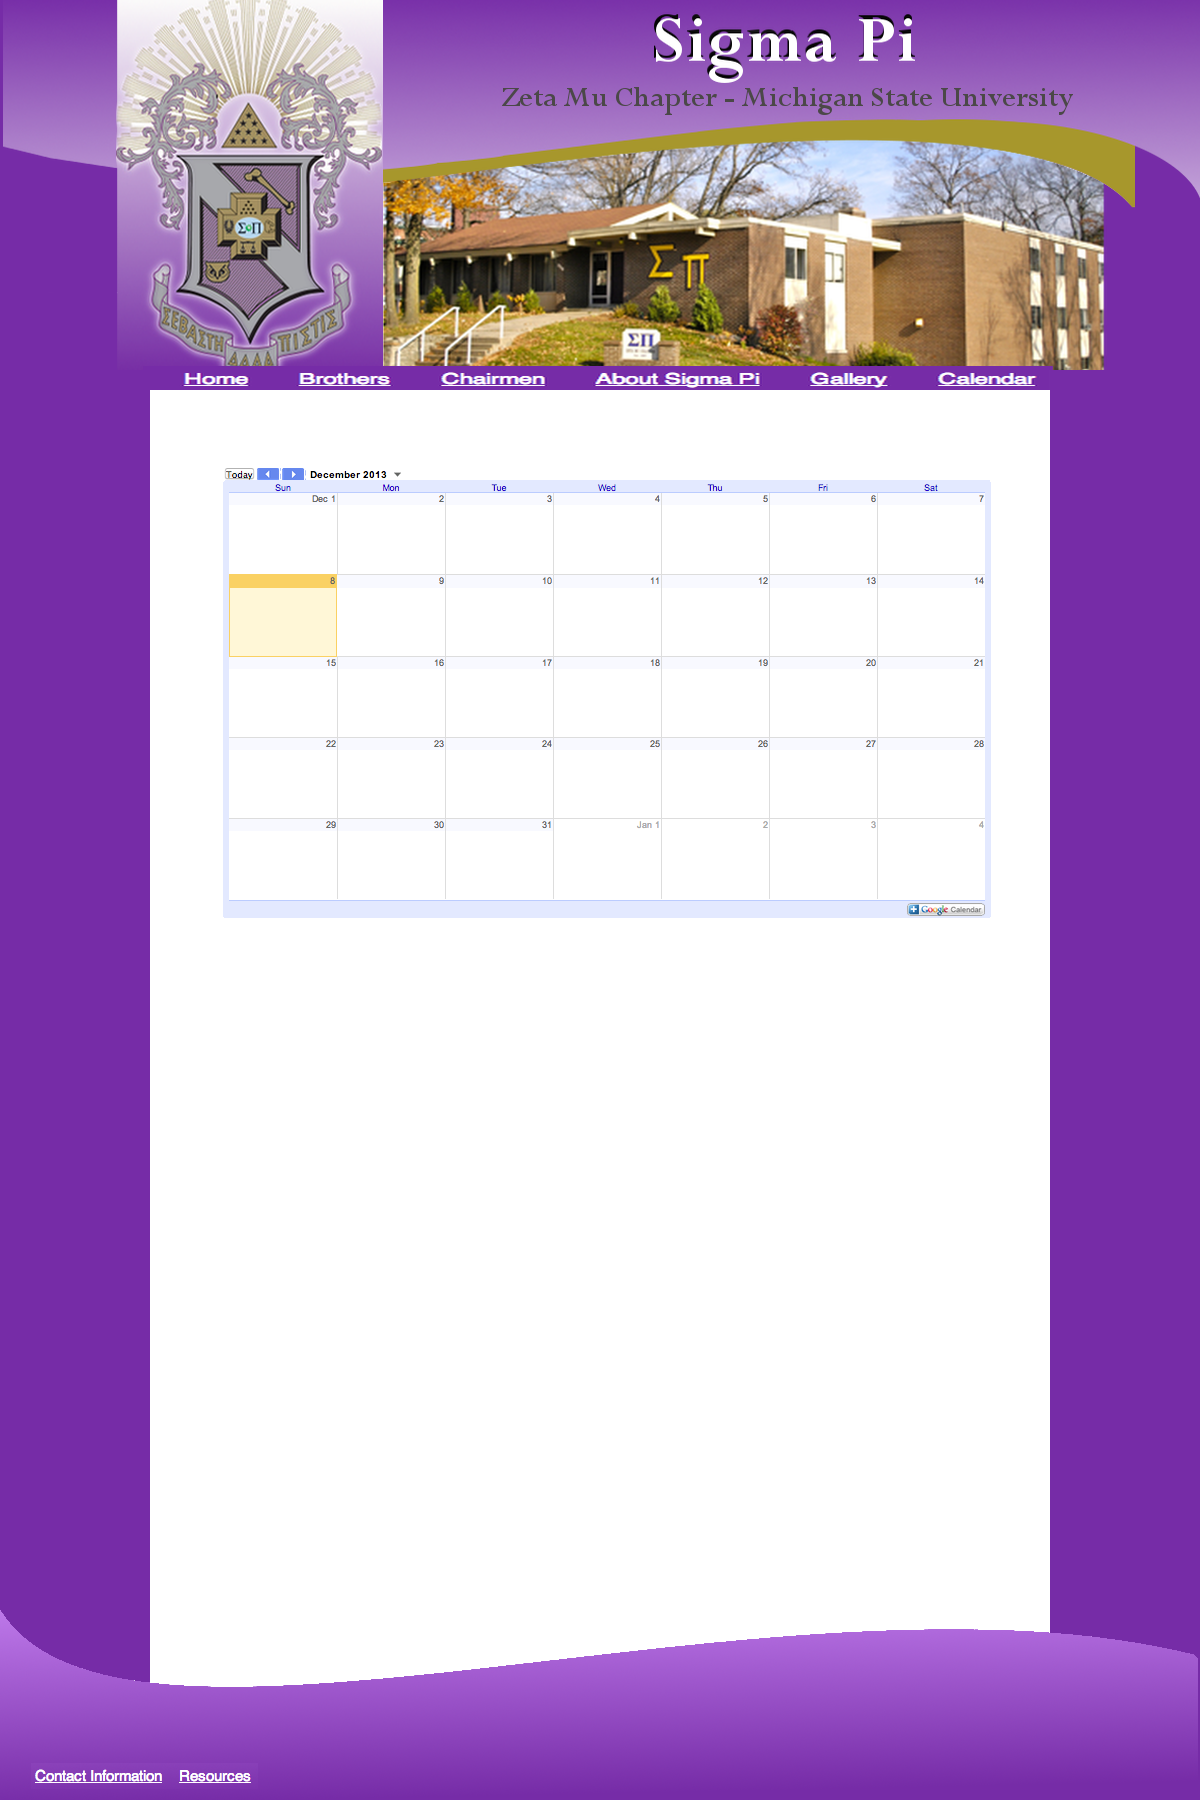 Sigma Pi
Zeta Mu Chapter - Michigan State University
ΣΠ
ΣΕΒΑΣΤΗ ΑΔΔΑ ΠΙΣΤΙΣ
Σ Π
ΣΠ
Home Brothers Chairmen About Sigma Pi Gallery Calendar
Today December 2013
Sun Mon Tue Wed Thu Fri Sat
Dec 1 2 3 4 5 6 7
8 9 10 11 12 13 14
15 16 17 18 19 20 21
22 23 24 25 26 27 28
29 30 31 Jan 1 2 3 4
Google Calendar
Contact Information Resources